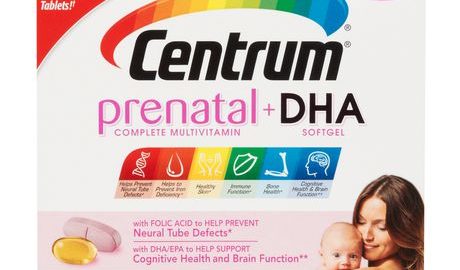 Tablets!†
Centrum®
prenatal + DHA
COMPLETE MULTIVITAMIN SOFTGEL
Helps Prevent Neural Tube Defects*
Helps to Prevent Iron Deficiency^
Healthy Skin^
Immune Function^
Bone Health^
Cognitive Health & Brain Function**
with FOLIC ACID to HELP PREVENT
Neural Tube Defects*
with DHA/EPA to HELP SUPPORT
Cognitive Health and Brain Function**